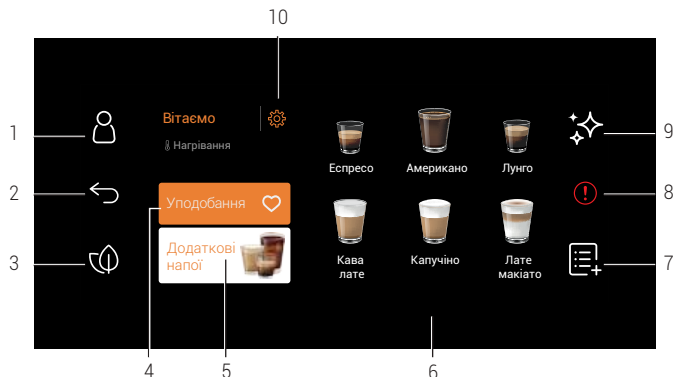 10
1
2
3
Вітаємо
Нагрівання
Уподобання
Додаткові
напої
Еспресо
Американо
Лунго
Кава
лате
Капучіно
Лате
макіато
9
8
7
4
5
6